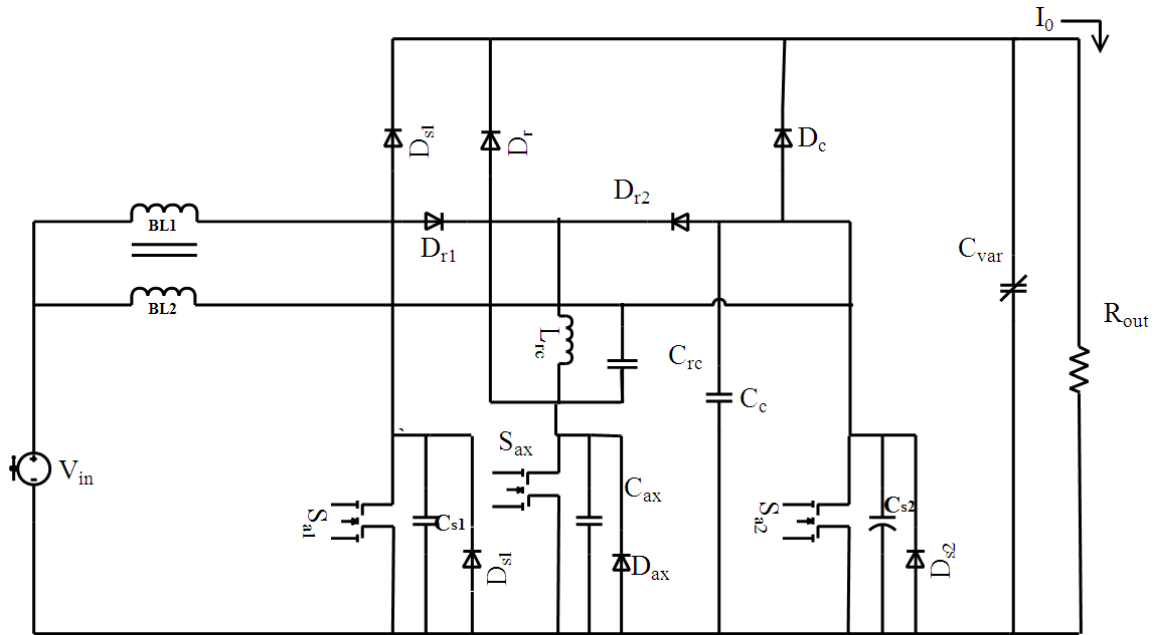 I0
Ds1
Dr
Dc
Dr2
BL1
Dr1
Cvar
BL2
Rout
Lrc
Crc
Cc
Sax
Vin
Cax
Sa1
Cs1
Sa2
Cs2
Ds1
Dax
Ds2